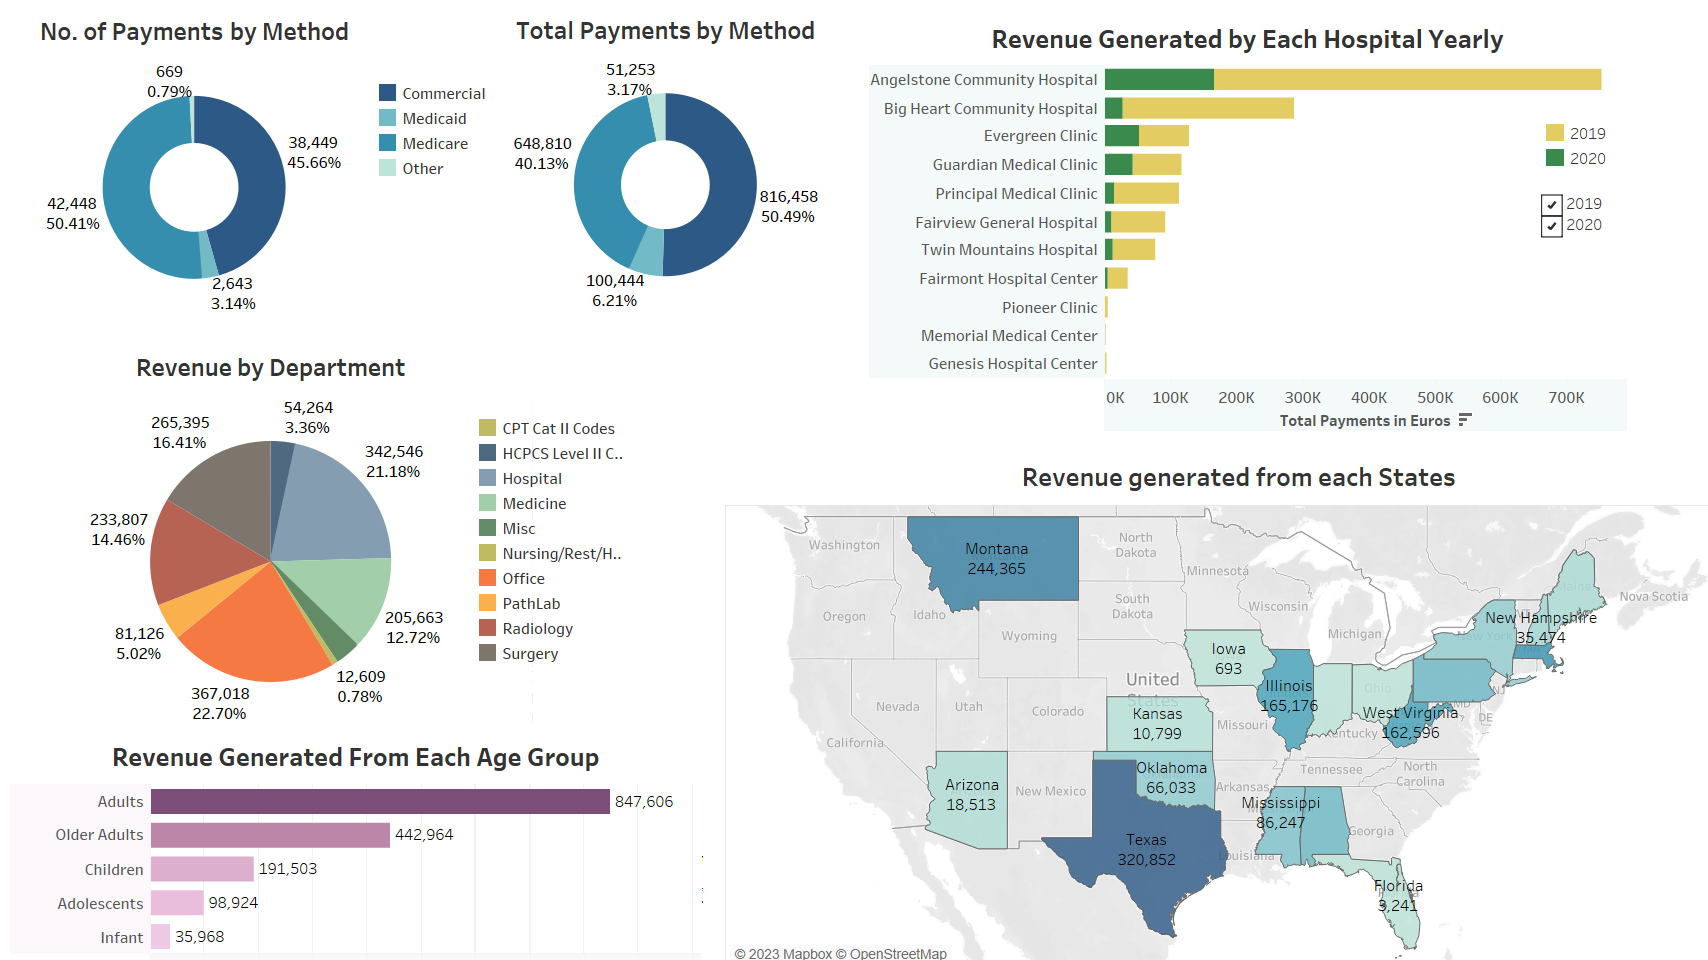 No. of Payments by Method
669
0.79%
38,449
45.66%
42,448
50.41%
2,643
3.14%
Commercial
Medicaid
Medicare
Other
Total Payments by Method
51,253
3.17%
648,810
40.13%
816,458
50.49%
100,444
6.21%
Revenue Generated by Each Hospital Yearly
Angelstone Community Hospital
Big Heart Community Hospital
Evergreen Clinic
Guardian Medical Clinic
Principal Medical Clinic
Fairview General Hospital
Twin Mountains Hospital
Fairmont Hospital Center
Pioneer Clinic
Memorial Medical Center
Genesis Hospital Center
0K 100K 200K 300K 400K 500K 600K 700K
Total Payments in Euros
2019
2020
2019
2020
Revenue by Department
54,264
3.36%
265,395
16.41%
342,546
21.18%
233,807
14.46%
205,663
12.72%
81,126
5.02%
12,609
0.78%
367,018
22.70%
CPT Cat II Codes
HCPCS Level II C..
Hospital
Medicine
Misc
Nursing/Rest/H..
Office
PathLab
Radiology
Surgery
Revenue Generated From Each Age Group
Adults 847,606
Older Adults 442,964
Children 191,503
Adolescents 98,924
Infant 35,968
Revenue generated from each States
Washington
Montana
244,365
North
Dakota
Minnesota
Oregon
Idaho
South
Dakota
Wisconsin
Maine
Nova Scotia
Wyoming
Michigan
New York
New Hampshire
35,474
Iowa
693
United
States
Nevada
Utah
Colorado
Illinois
165,176
Ohio
West Virginia
162,596
MD
NJ
DE
Kansas
10,799
Missouri
Kentucky
California
Arizona
18,513
New Mexico
Oklahoma
66,033
Arkansas
Tennessee
North
Carolina
Mississippi
86,247
Georgia
Texas
320,852
Louisiana
Florida
3,241
© 2023 Mapbox © OpenStreetMap